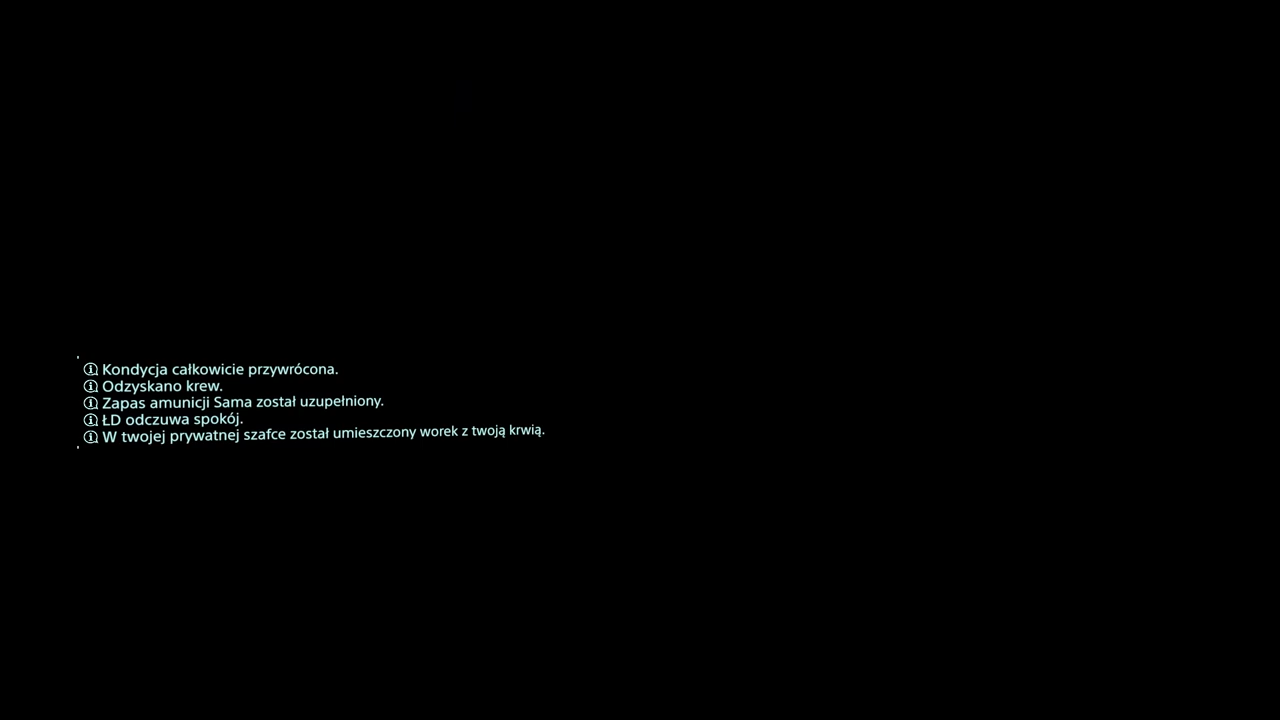 Kondycja całkowicie przywrócona.
Odzyskano krew.
Zapas amunicji Sama został uzupełniony.
ŁD odczuwa spokój.
W twojej prywatnej szafce został umieszczony worek z twoją krwią.